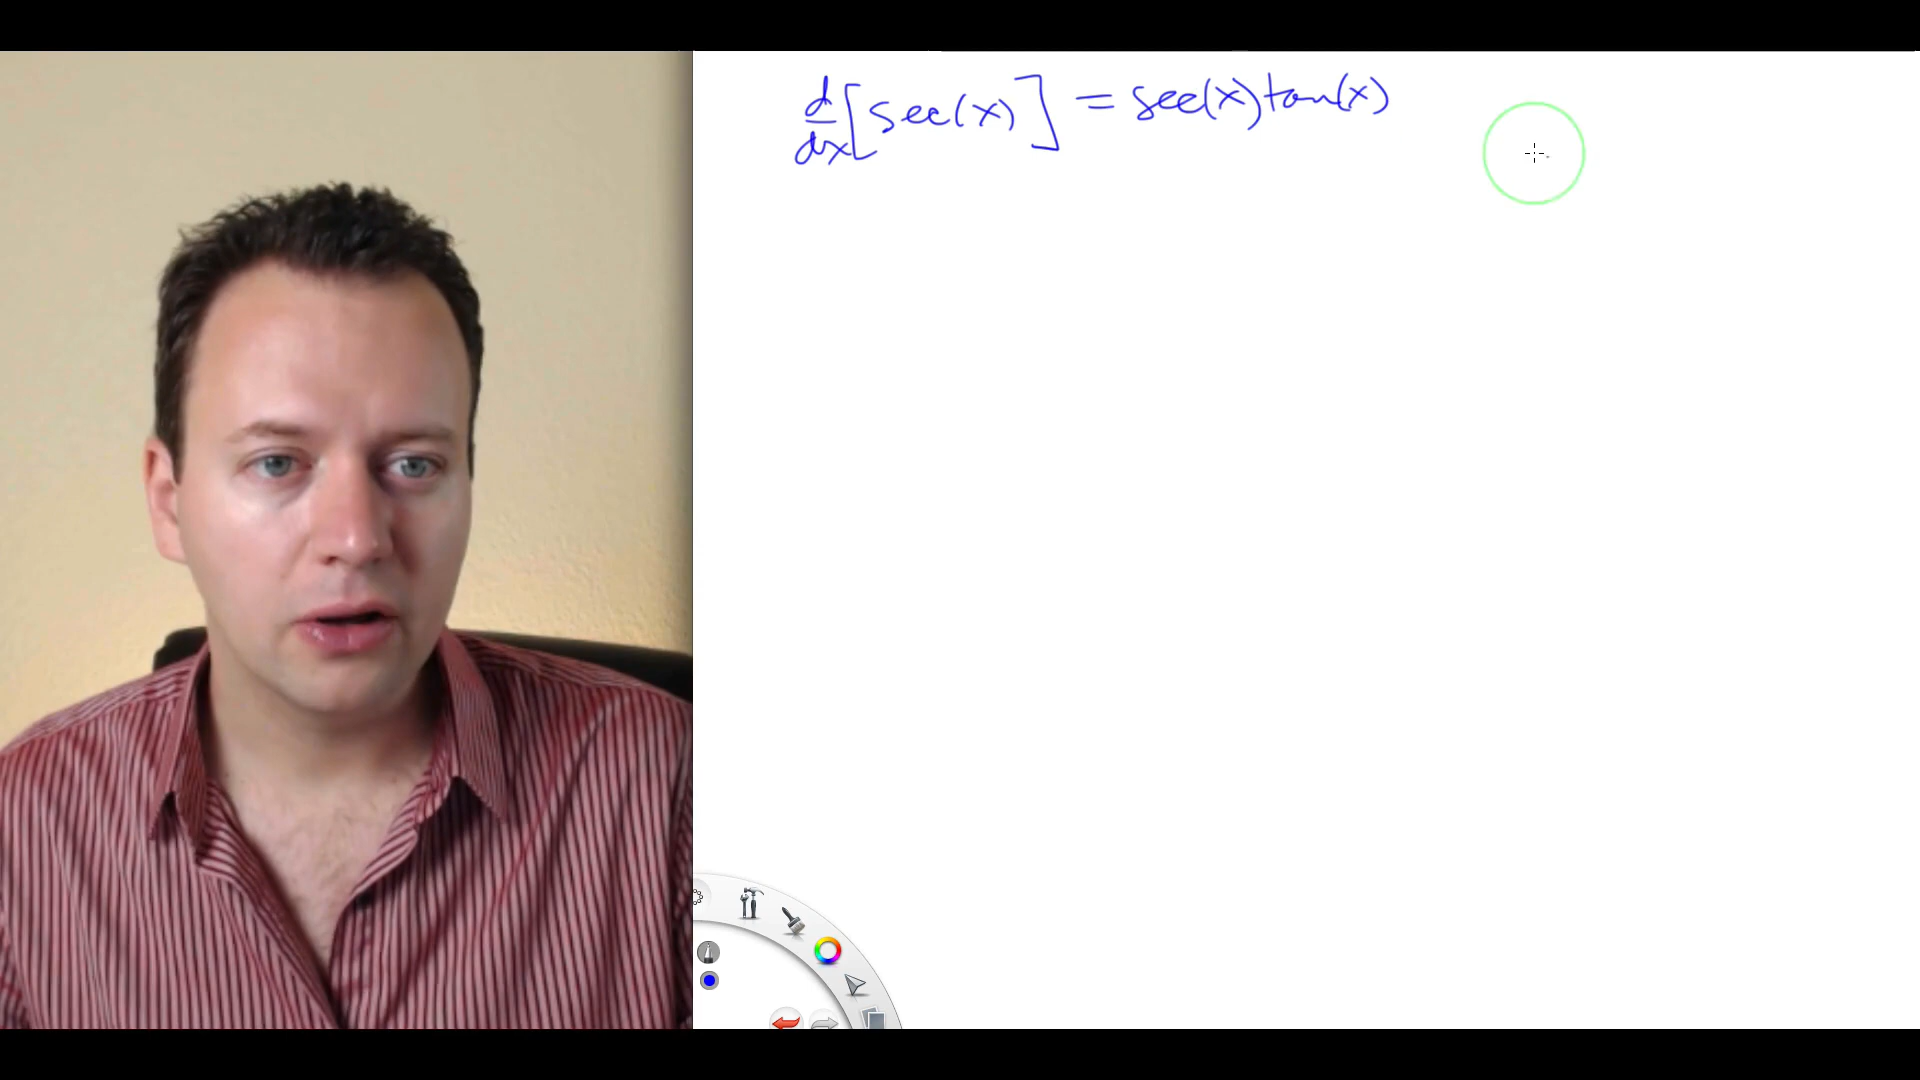 d/dx [sec(x)] = sec(x)tan(x)